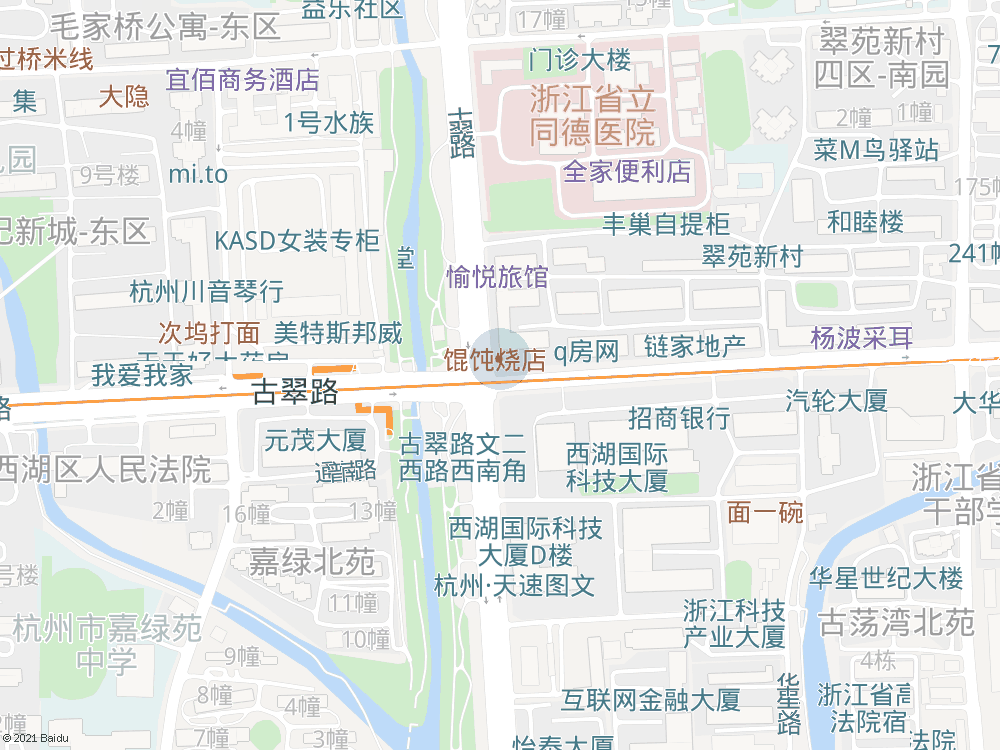 益乐社区
17幢
毛家桥公寓-东区
过桥米线
宜佰商务酒店
门诊大楼
翠苑新村
四区-南园
集
大隐
4幢
1号水族
古翠路
浙江省立
同德医院
2幢
1幢
菜M鸟驿站
9号楼
mi.to
全家便利店
175幢
丰巢自提柜
和睦楼
新城-东区
KASD女装专柜
堂
翠苑新村
愉悦旅馆
杭州川音琴行
次坞打面
美特斯邦威
馄饨烧店
q房网
链家地产
杨波采耳
我爱我家
古翠路
路
招商银行
汽轮大厦
元茂大厦
古翠路文二
西路西南角
西湖国际
科技大厦
西湖区人民法院
2幢
16幢
13幢
面一碗
浙江省
干部学
西湖国际科技
大厦D楼
嘉绿北苑
杭州·天速图文
华星世纪大楼
号楼
11幢
杭州市嘉绿苑
中学
10幢
浙江科技
产业大厦
古荡湾北苑
9幢
4栋
8幢
4幢
互联网金融大厦
华星路
浙江省高
法院宿
2幢
7幢
3幢
怡泰大厦
法院
© 2021 Baidu